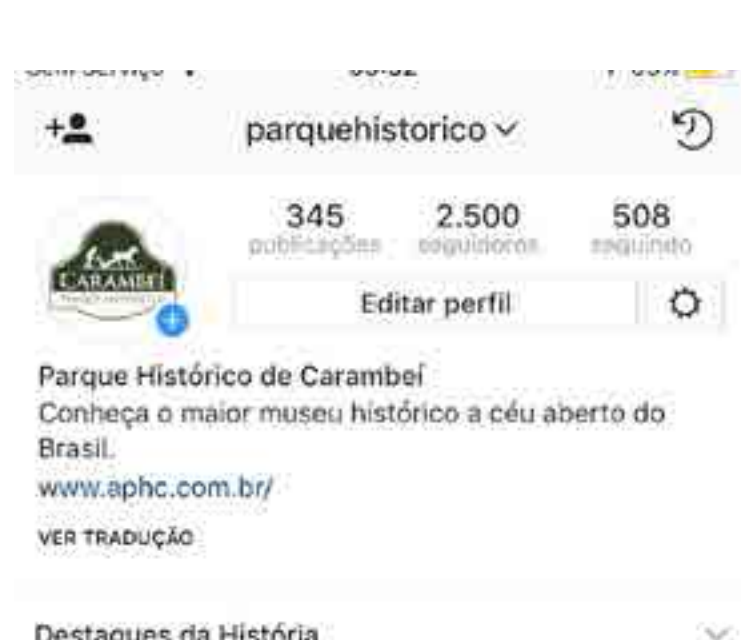 parquehistorico
345 2.500 508
publicações seguidores seguindo
CARAMBEÍ
Editar perfil
Parque Histórico de Carambeí
Conheça o maior museu histórico a céu aberto do
Brasil.
www.aphc.com.br/
VER TRADUÇÃO
Destaques da História